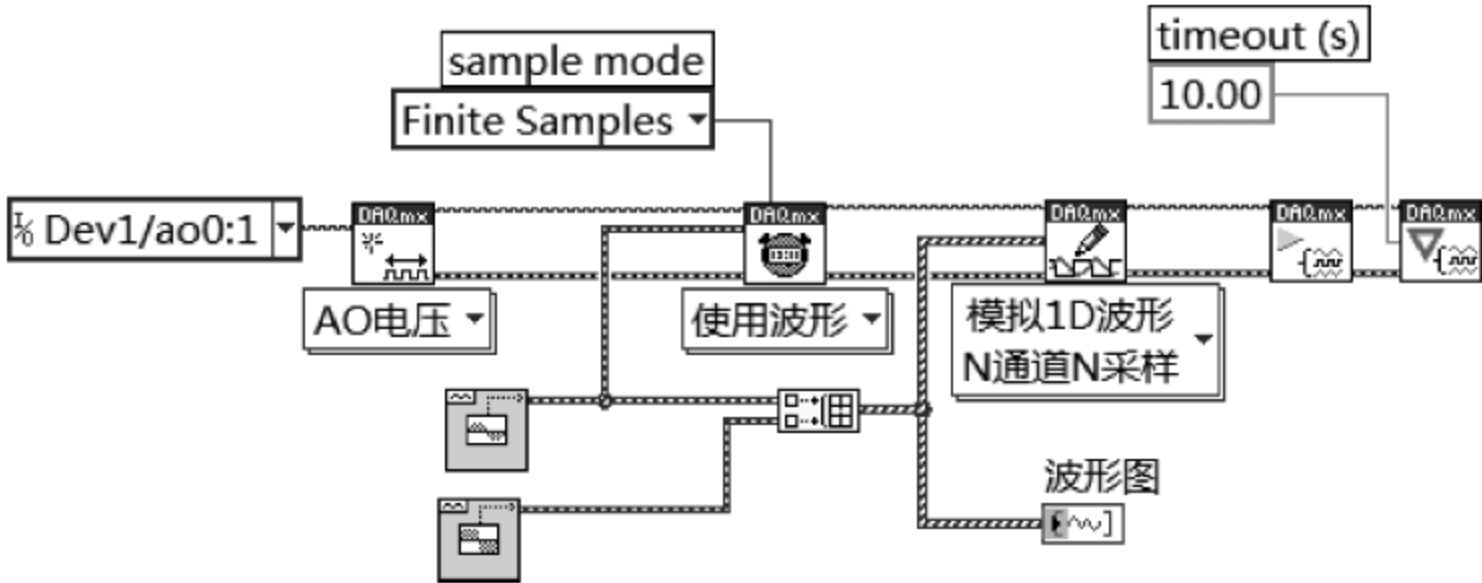 timeout (s)
sample mode
10.00
Finite Samples
I/O Dev1/ao0:1
DAQmx
DAQmx
DAQmx
DAQmx
DAQmx
AO电压
使用波形
模拟1D波形
N通道N采样
波形图